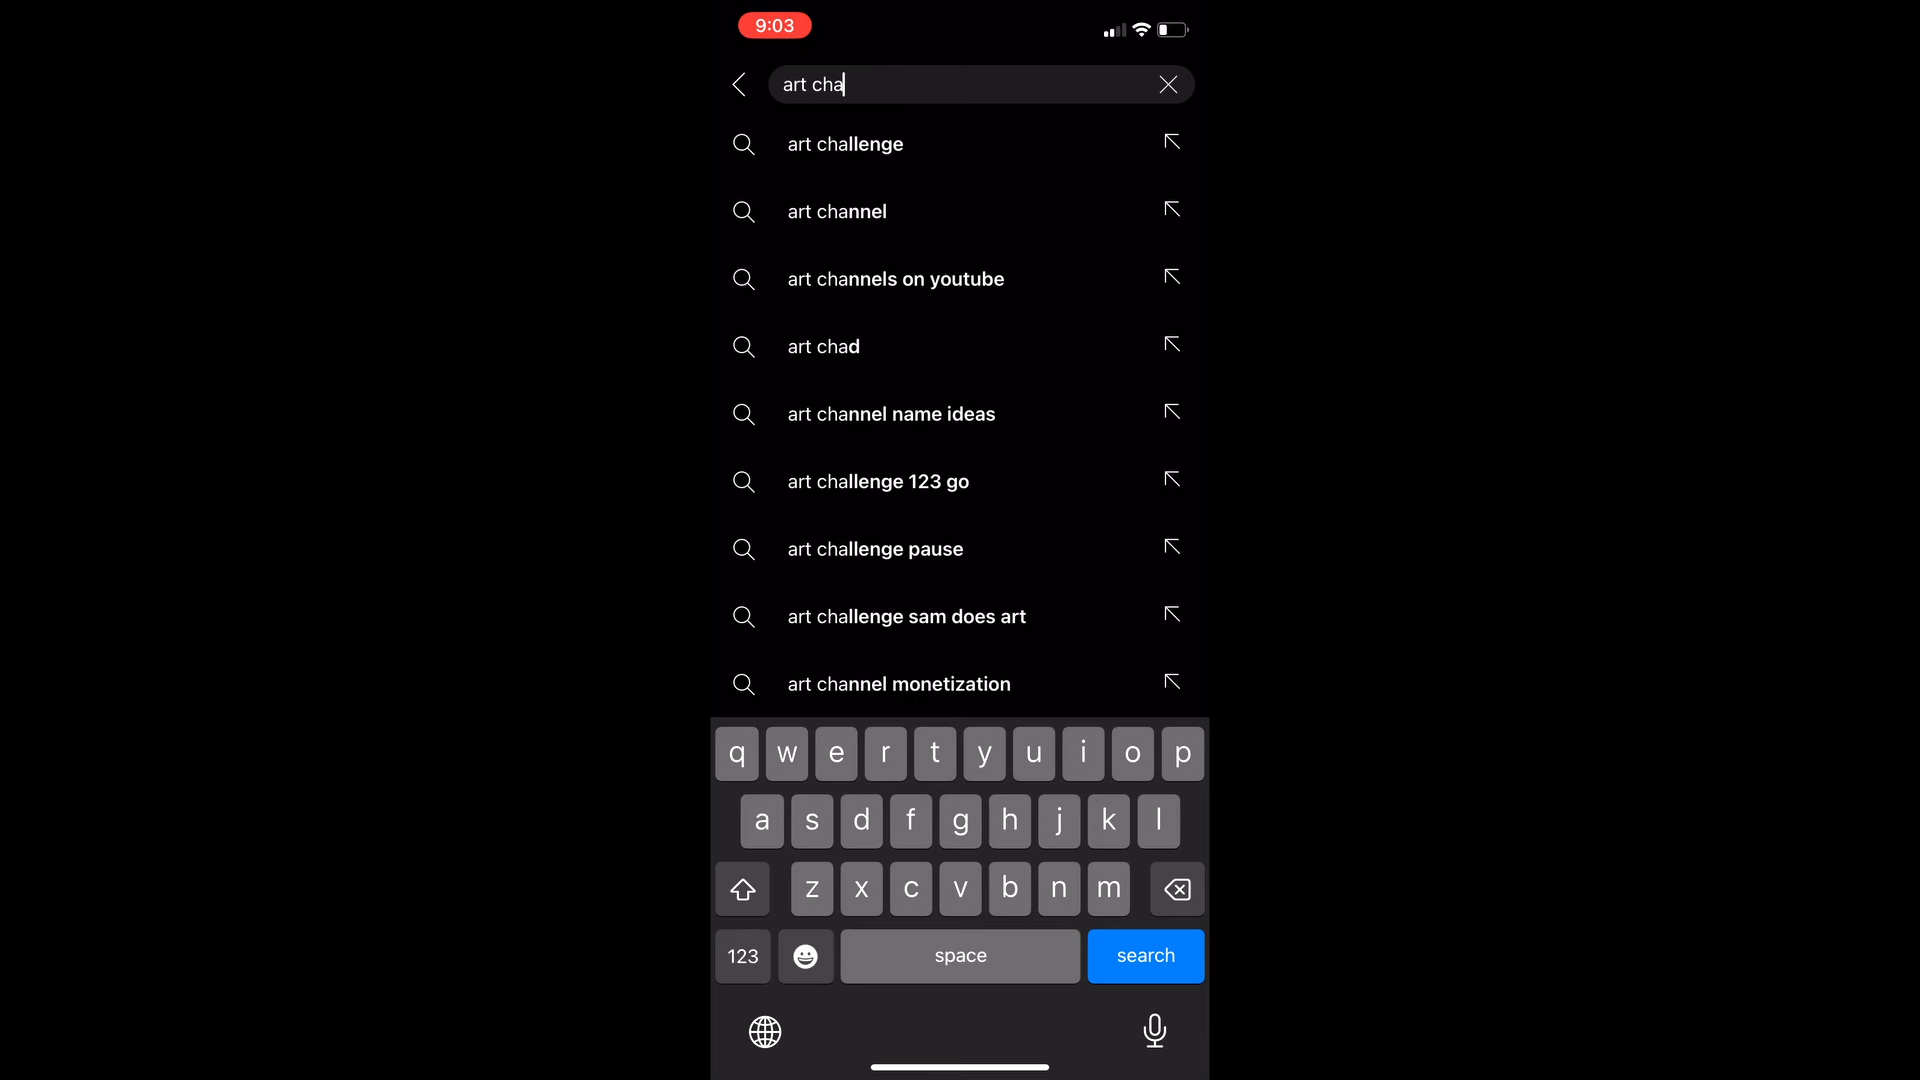 9:03
art cha
art challenge
art channel
art channels on youtube
art chad
art channel name ideas
art challenge 123 go
art challenge pause
art challenge sam does art
art channel monetization
q w e r t y u i o p
a s d f g h j k l
z x c v b n m
123 space search